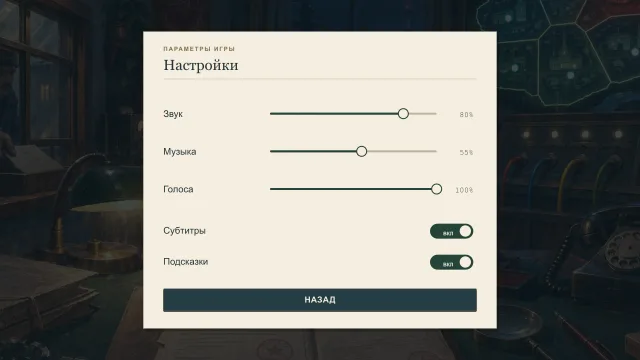 ПАРАМЕТРЫ ИГРЫ
Настройки
Звук 80%
Музыка 55%
Голоса 100%
Субтитры ВКЛ
Подсказки ВКЛ
НАЗАД